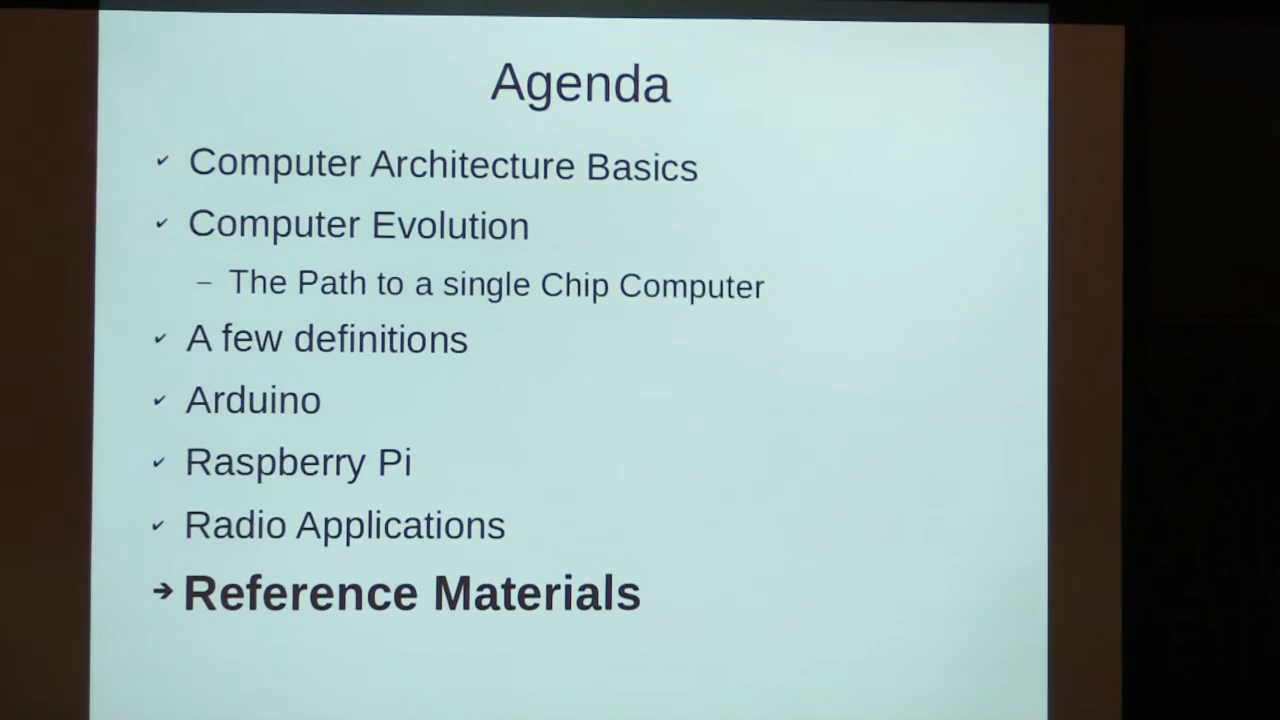 Agenda
✔ Computer Architecture Basics
✔ Computer Evolution
– The Path to a single Chip Computer
✔ A few definitions
✔ Arduino
✔ Raspberry Pi
✔ Radio Applications
➔ Reference Materials